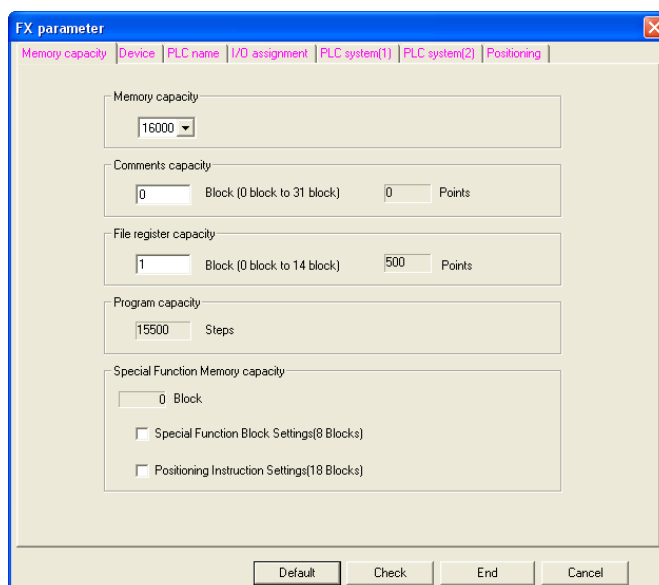 FX parameter
Memory capacity Device PLC name I/O assignment PLC system(1) PLC system(2) Positioning
Memory capacity
16000
Comments capacity
0 Block (0 block to 31 block) 0 Points
File register capacity
1 Block (0 block to 14 block) 500 Points
Program capacity
15500 Steps
Special Function Memory capacity
0 Block
Special Function Block Settings(8 Blocks)
Positioning Instruction Settings(18 Blocks)
Default Check End Cancel